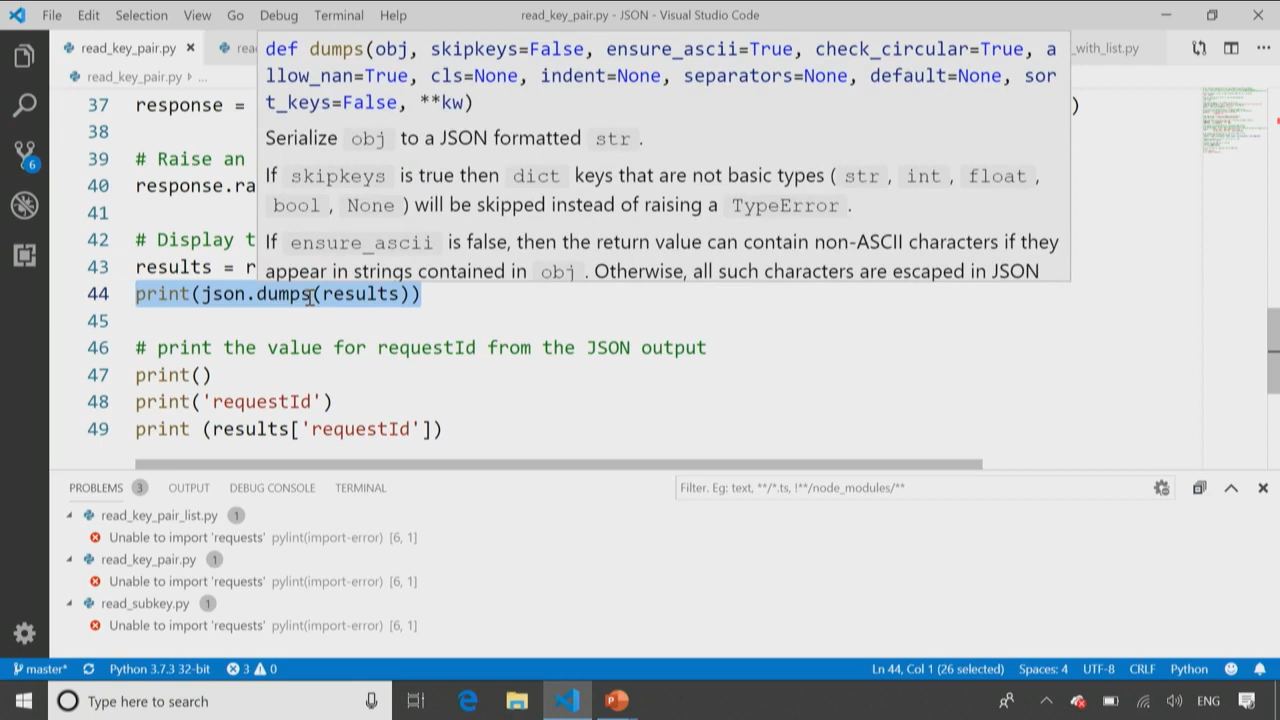 File Edit Selection View Go Debug Terminal Help read_key_pair.py - JSON - Visual Studio Code
read_key_pair.py rea _with_list.py
read_key_pair.py › ...
def dumps(obj, skipkeys=False, ensure_ascii=True, check_circular=True, a
llow_nan=True, cls=None, indent=None, separators=None, default=None, sor
t_keys=False, **kw)
Serialize obj to a JSON formatted str .
If skipkeys is true then dict keys that are not basic types ( str , int , float ,
bool , None ) will be skipped instead of raising a TypeError .
If ensure_ascii is false, then the return value can contain non-ASCII characters if they
appear in strings contained in obj . Otherwise, all such characters are escaped in JSON
37 response = )
38
39 # Raise an
40 response.ra
41
42 # Display t
43 results = r
44 print(json.dumps(results))
45
46 # print the value for requestId from the JSON output
47 print()
48 print('requestId')
49 print (results['requestId'])
6
PROBLEMS 3 OUTPUT DEBUG CONSOLE TERMINAL Filter. Eg: text, **/*.ts, !**/node_modules/**
read_key_pair_list.py 1
Unable to import 'requests' pylint(import-error) [6, 1]
read_key_pair.py 1
Unable to import 'requests' pylint(import-error) [6, 1]
read_subkey.py 1
Unable to import 'requests' pylint(import-error) [6, 1]
master* Python 3.7.3 32-bit 3 0 Ln 44, Col 1 (26 selected) Spaces: 4 UTF-8 CRLF Python
Type here to search ENG